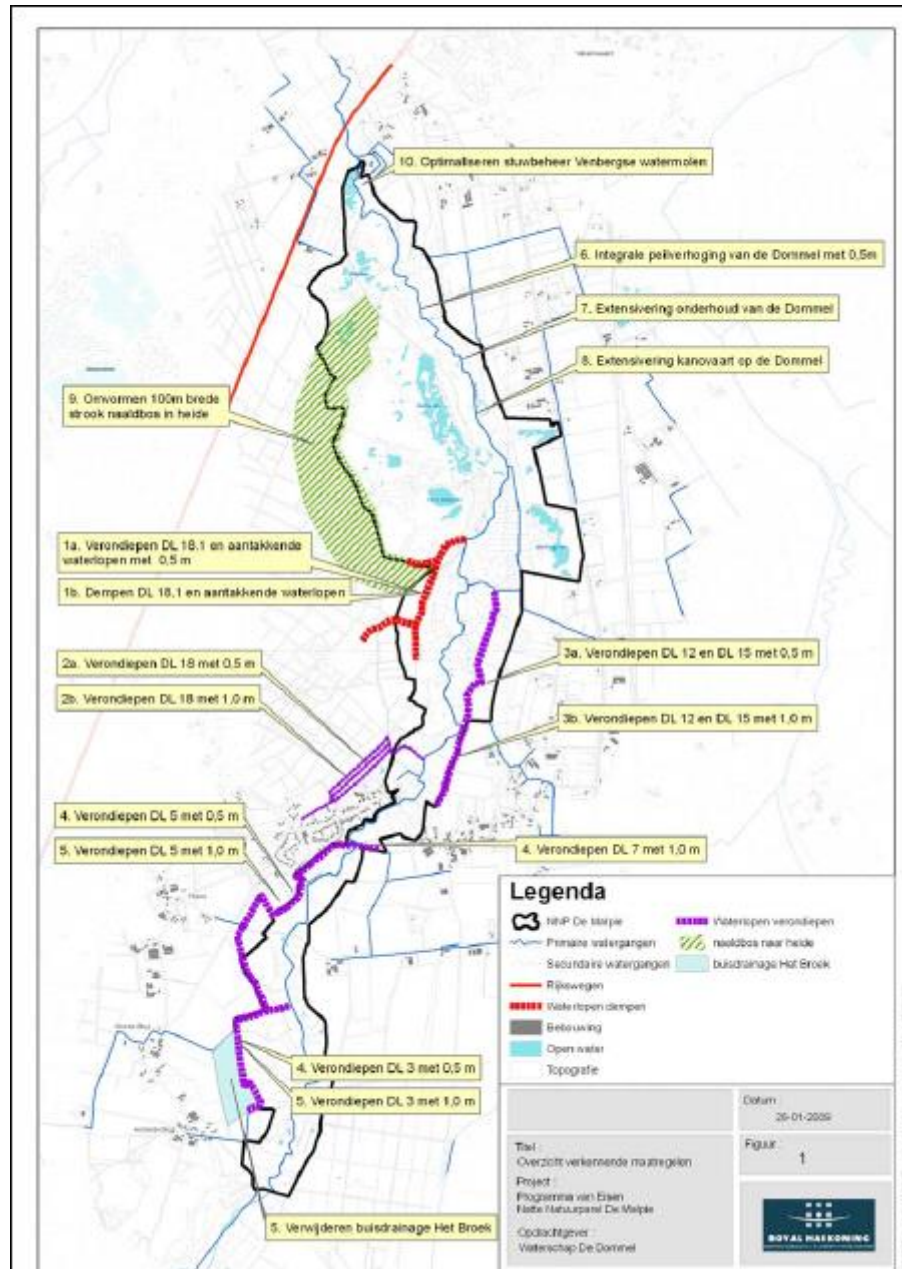 10. Optimaliseren stuwbeheer Venbergse watermolen
6. Integrale peilverhoging van de Dommel met 0,5m
7. Extensivering onderhoud van de Dommel
8. Extensivering kanovaart op de Dommel
9. Omvormen 100m brede
strook naaldbos in heide
1a. Verondiepen DL 18.1 en aantakkende
waterlopen met 0,5 m
1b. Dempen DL 18.1 en aantakkende waterlopen
2a. Verondiepen DL 18 met 0,5 m
2b. Verondiepen DL 18 met 1,0 m
3a. Verondiepen DL 12 en DL 15 met 0,5 m
3b. Verondiepen DL 12 en DL 15 met 1,0 m
4. Verondiepen DL 5 met 0,5 m
5. Verondiepen DL 5 met 1,0 m
4. Verondiepen DL 7 met 1,0 m
4. Verondiepen DL 3 met 0,5 m
5. Verondiepen DL 3 met 1,0 m
5. Verwijderen buisdrainage Het Broek
Legenda
NNP De Malpie
Primaire watergangen
Secundaire watergangen
Rijkswegen
Waterlopen dempen
Bebouwing
Open water
Topografie
Waterlopen verondiepen
naaldbos naar heide
buisdrainage Het Broek
Datum :
26-01-2009
Titel :
Overzicht verkennende maatregelen
Figuur :
1
Project :
Programma van Eisen
Natte Natuurparel De Malpie
Opdrachtgever :
Waterschap De Dommel
ROYAL HASKONING